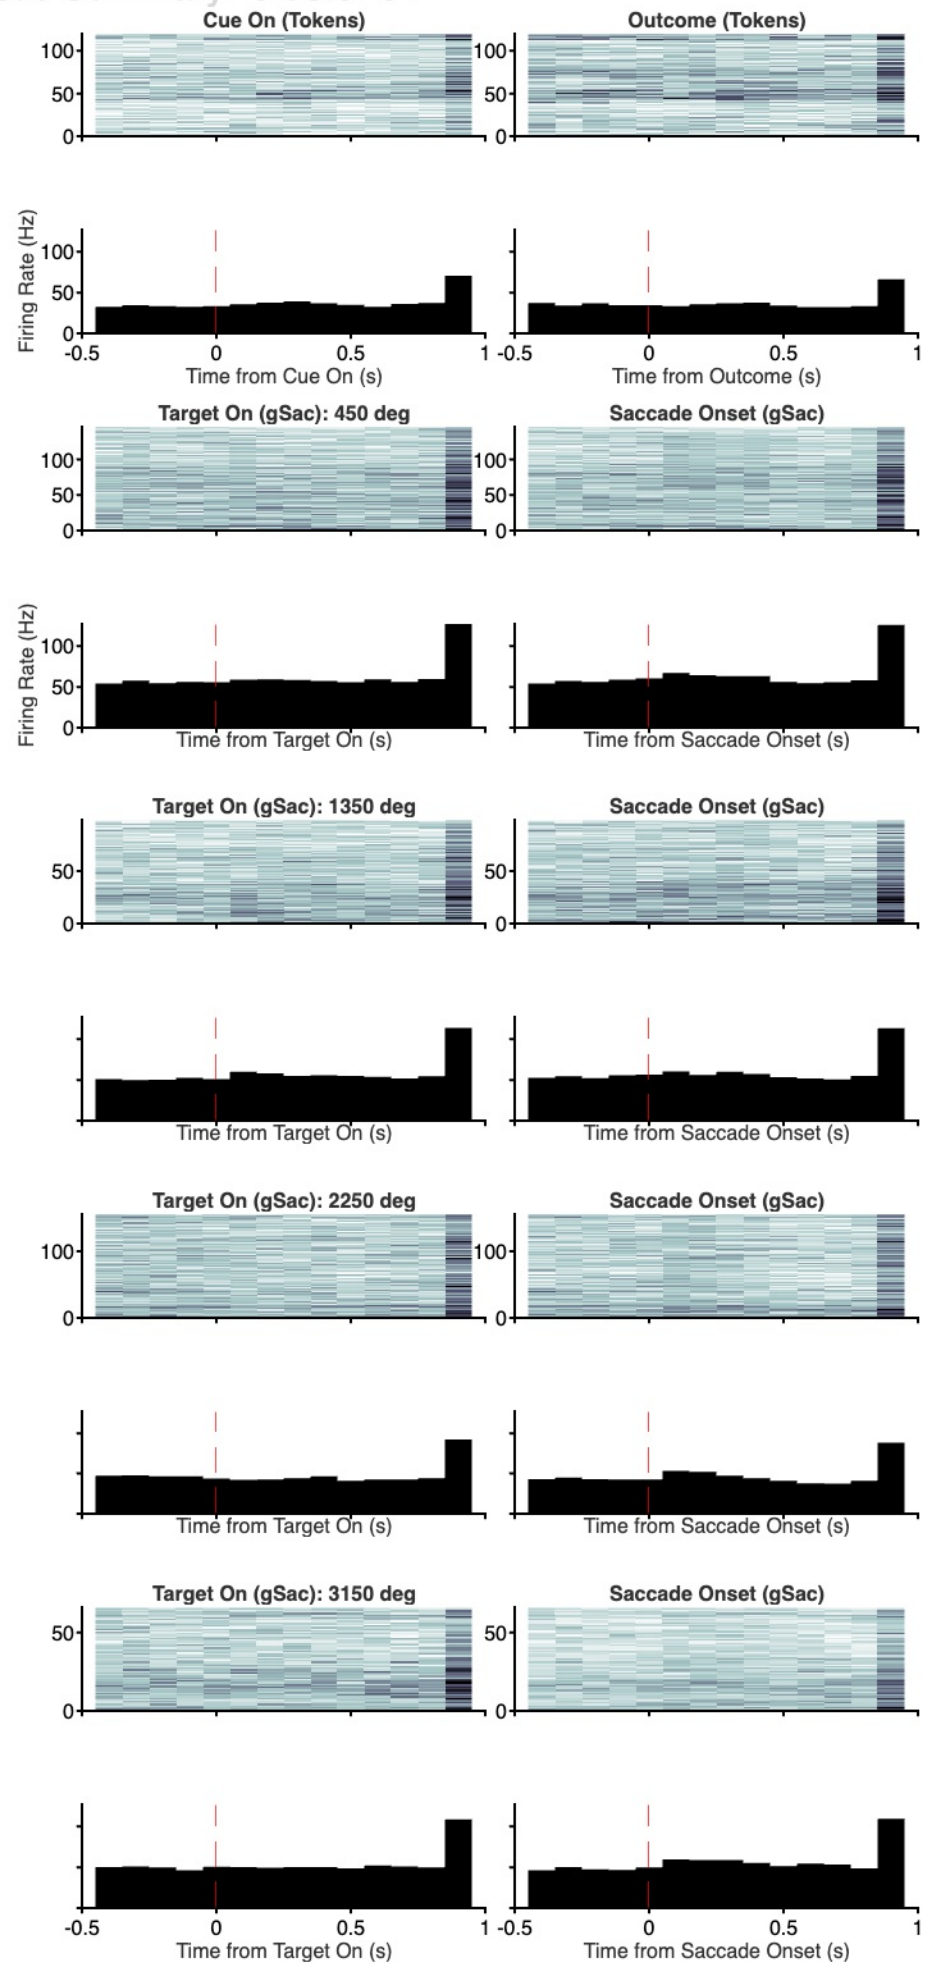 Cue On (Tokens) Outcome (Tokens)
100 100
50 50
0 0
Firing Rate (Hz)
100
50
0
-0.5 0 0.5 1 -0.5 0 0.5 1
Time from Cue On (s) Time from Outcome (s)
Target On (gSac): 450 deg Saccade Onset (gSac)
100 100
50 50
0 0
Firing Rate (Hz)
100
50
0
Time from Target On (s) Time from Saccade Onset (s)
Target On (gSac): 1350 deg Saccade Onset (gSac)
50 50
0 0
Time from Target On (s) Time from Saccade Onset (s)
Target On (gSac): 2250 deg Saccade Onset (gSac)
100 100
0 0
Time from Target On (s) Time from Saccade Onset (s)
Target On (gSac): 3150 deg Saccade Onset (gSac)
50 50
0 0
-0.5 0 0.5 1 -0.5 0 0.5 1
Time from Target On (s) Time from Saccade Onset (s)